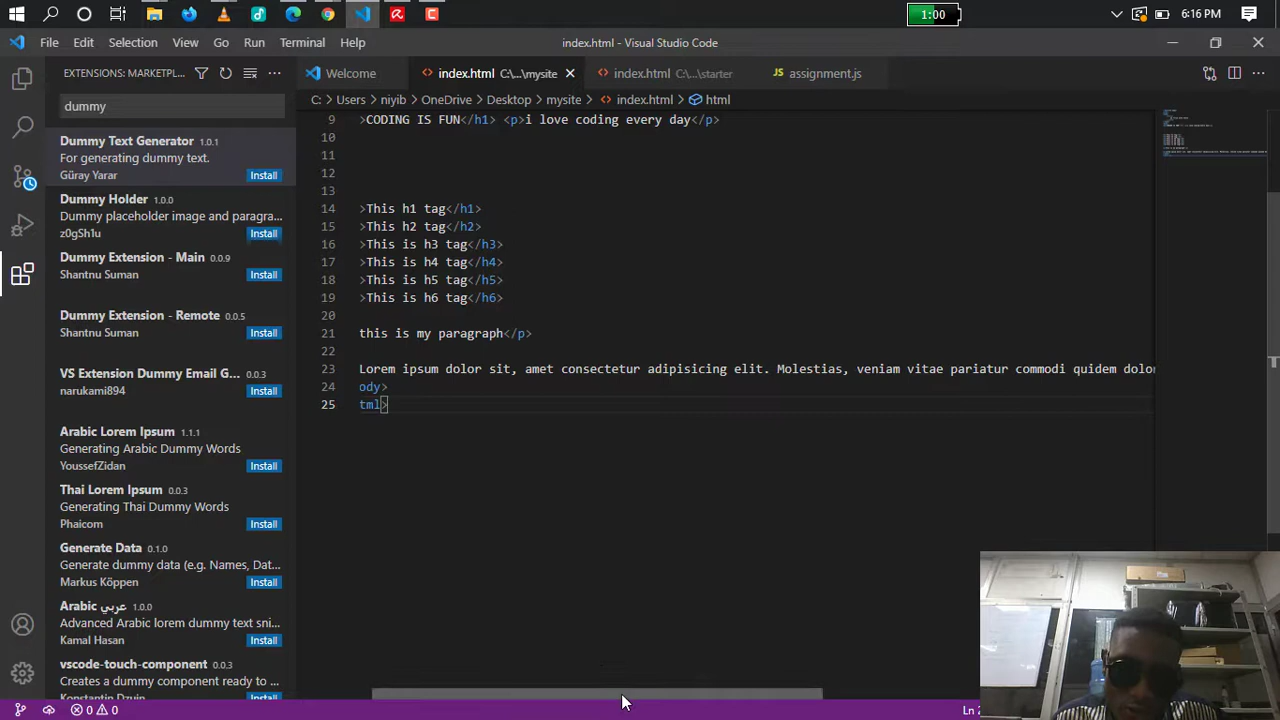 1:00
6:16 PM
File Edit Selection View Go Run Terminal Help
index.html - Visual Studio Code
EXTENSIONS: MARKETPL...
Welcome
index.html C:\...\mysite
index.html C:\...\starter
JS assignment.js
dummy
C: > Users > niyib > OneDrive > Desktop > mysite > index.html > html
Dummy Text Generator 1.0.1
For generating dummy text.
Güray Yarar Install
Dummy Holder 1.0.0
Dummy placeholder image and paragra...
z0gSh1u Install
Dummy Extension - Main 0.0.9
Shantnu Suman Install
Dummy Extension - Remote 0.0.5
Shantnu Suman Install
VS Extension Dummy Email G... 0.0.3
narukami894 Install
Arabic Lorem Ipsum 1.1.1
Generating Arabic Dummy Words
YoussefZidan Install
Thai Lorem Ipsum 0.0.3
Generating Thai Dummy Words
Phaicom Install
Generate Data 0.1.0
Generate dummy data (e.g. Names, Dat...
Markus Köppen Install
Arabic عربي 1.0.0
Advanced Arabic lorem dummy text sni...
Kamal Hasan Install
vscode-touch-component 0.0.3
Creates a dummy component ready to ...
Konstantin Dzuin Install
9 >CODING IS FUN</h1> <p>i love coding every day</p>
10
11
12
13
14 >This h1 tag</h1>
15 >This h2 tag</h2>
16 >This is h3 tag</h3>
17 >This is h4 tag</h4>
18 >This is h5 tag</h5>
19 >This is h6 tag</h6>
20
21 this is my paragraph</p>
22
23 Lorem ipsum dolor sit, amet consectetur adipisicing elit. Molestias, veniam vitae pariatur commodi quidem dolor
24 ody>
25 tml>
0 0
Ln 2